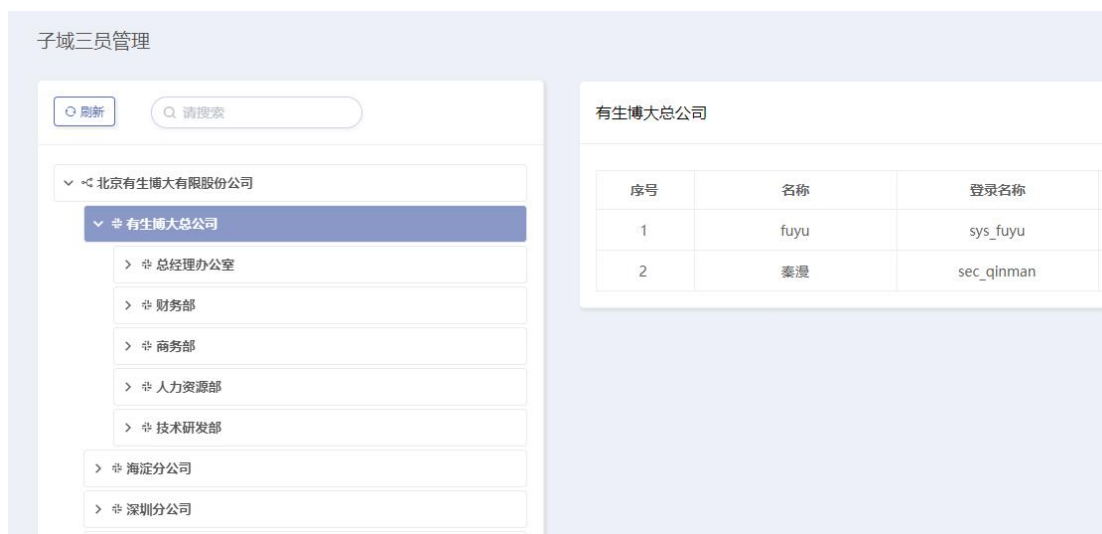 子域三员管理
刷新 请搜索
北京有生博大有限股份公司
有生博大总公司
总经理办公室
财务部
商务部
人力资源部
技术研发部
海淀分公司
深圳分公司
有生博大总公司
序号 名称 登录名称
1 fuyu sys_fuyu
2 秦漫 sec_qinman